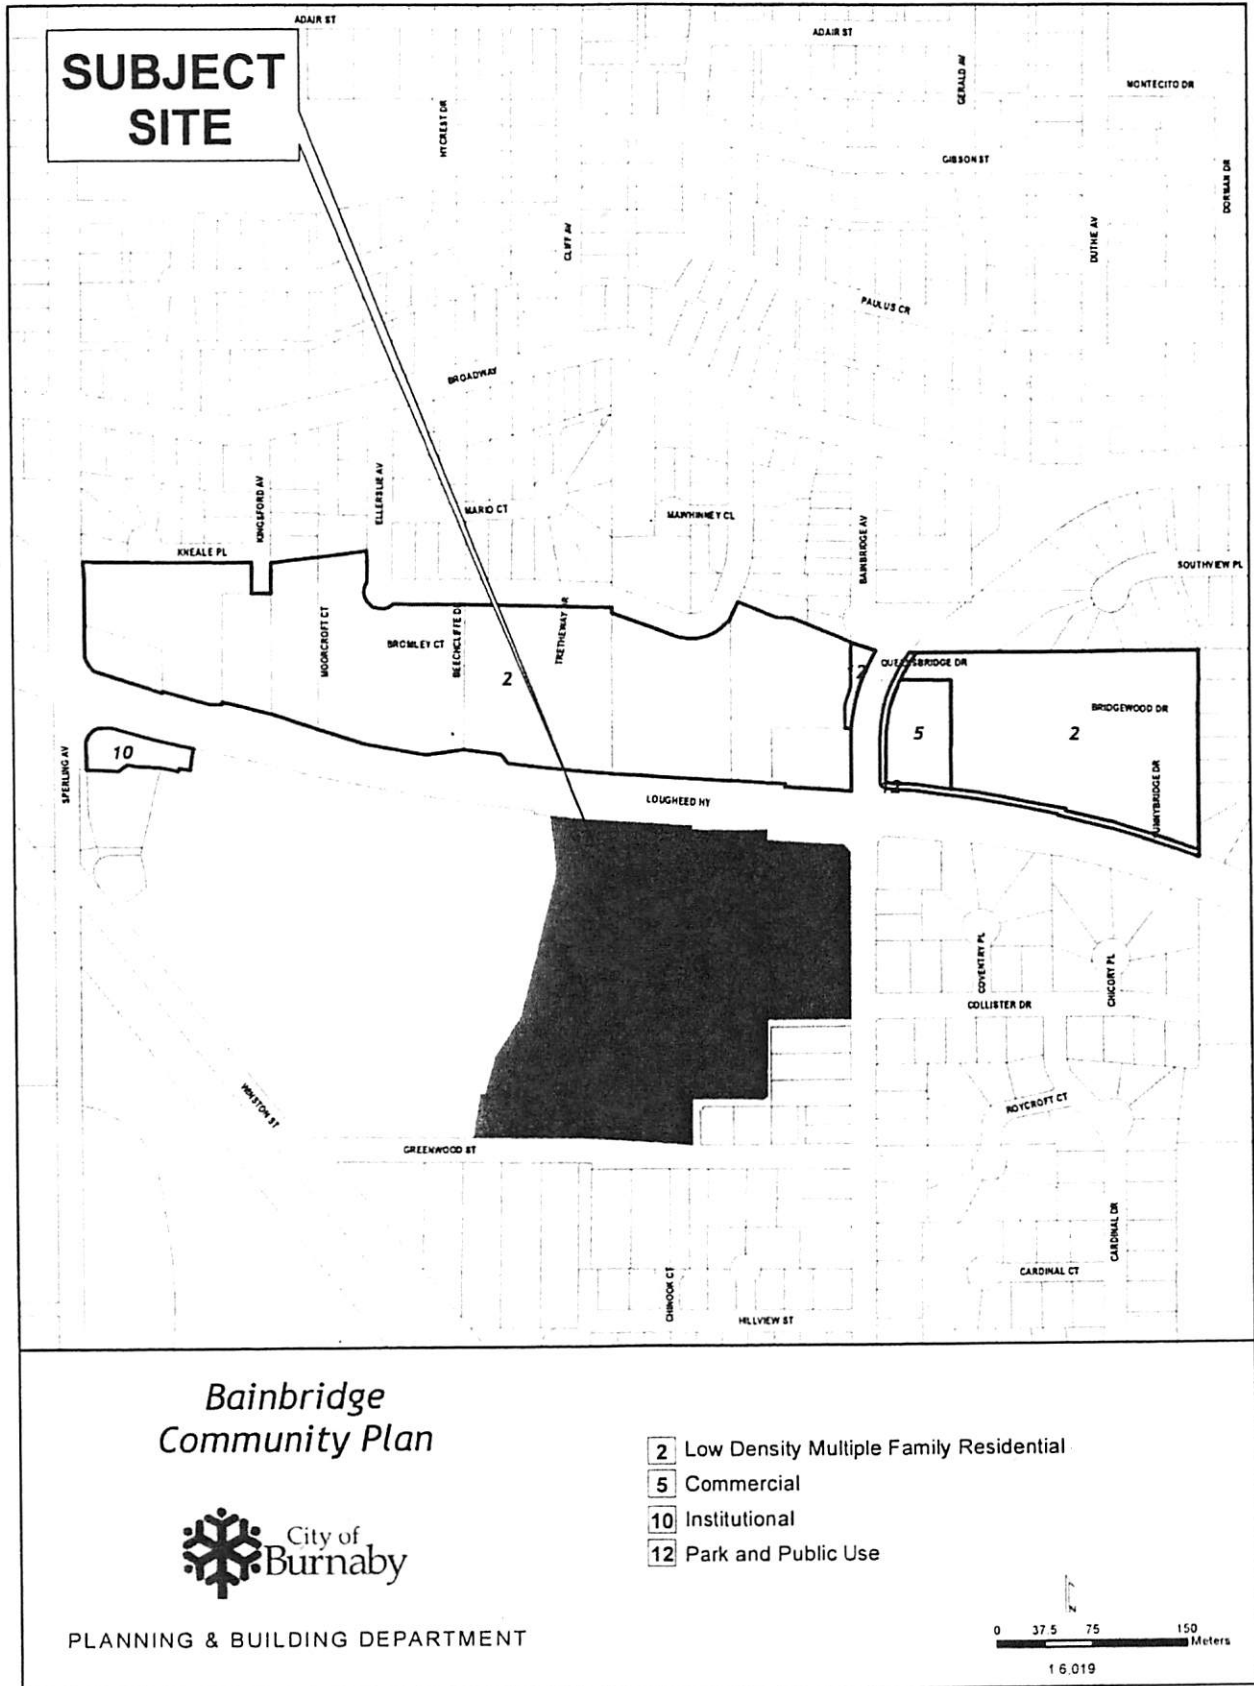 ADAIR ST
ADAIR ST
SUBJECT
SITE
GERALD AV
MONTECITO DR
HYCREST DR
GIBSON ST
DORMAN DR
CLIFF AV
DUTHIE AV
PAULUS CR
BROADWAY
KINGSFORD AV
ELLERSLIE AV
MARIO CT
MAWHINNEY CL
BAINBRIDGE AV
KNEALE PL
SOUTHVIEW PL
MOORCROFT CT
BROMLEY CT
BEECHCLIFFE D
TRETHEWAY
2
2
BRIDGEWOOD DR
5
2
10
SPERLING AV
LOUGHEED HY
UNNYBRIDGE DR
COVENTRY PL
CHICORY PL
COLLISTER DR
WINSTON ST
ROYCROFT CT
GREENWOOD ST
CARDINAL DR
CARDINAL CT
CHINOOK CT
HILLVIEW ST
Bainbridge
Community Plan
2 Low Density Multiple Family Residential
5 Commercial
10 Institutional
12 Park and Public Use
City of
Burnaby
PLANNING & BUILDING DEPARTMENT
N
0 37.5 75 150
Meters
1 6,019